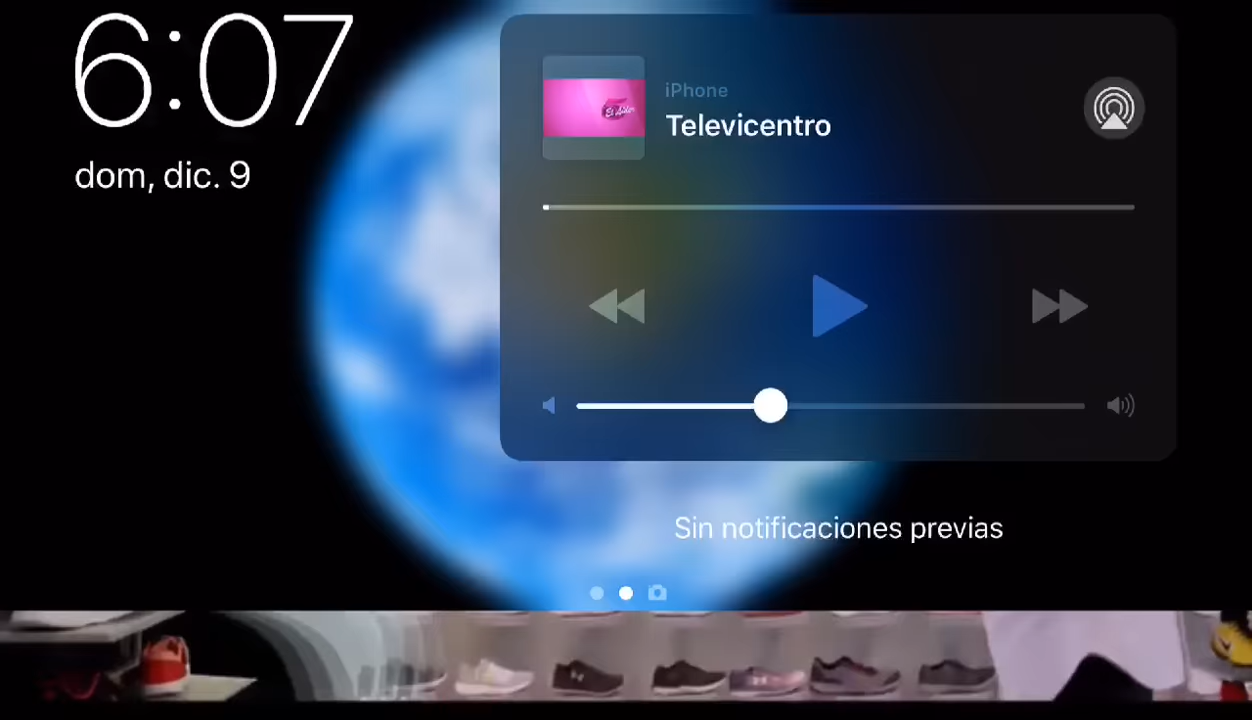 6:07
dom, dic. 9
iPhone
Televicentro
Sin notificaciones previas